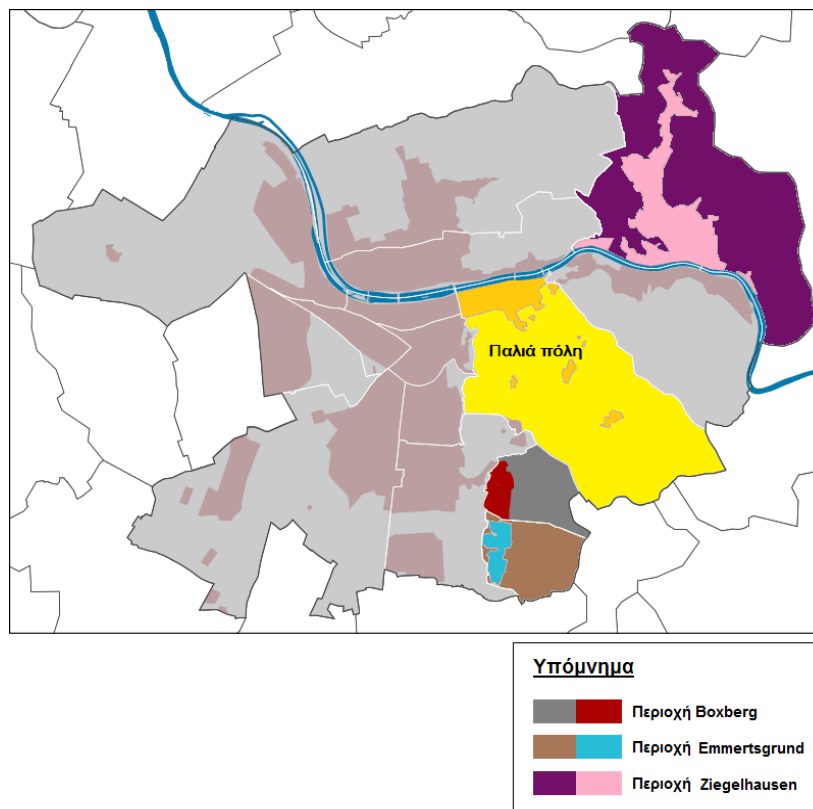 Παλιά πόλη
Υπόμνημα
Περιοχή Boxberg
Περιοχή Emmertsgrund
Περιοχή Ziegelhausen